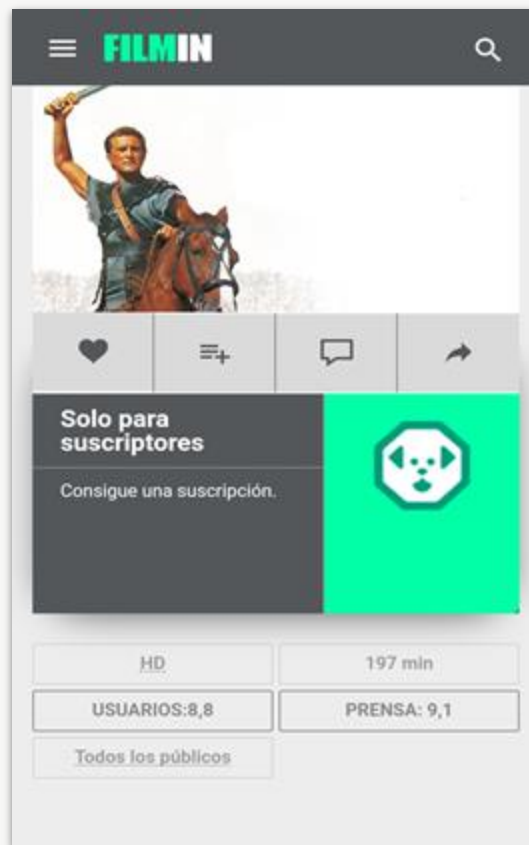 FILMIN
Solo para
suscriptores
Consigue una suscripción.
HD
197 min
USUARIOS:8,8
PRENSA: 9,1
Todos los públicos